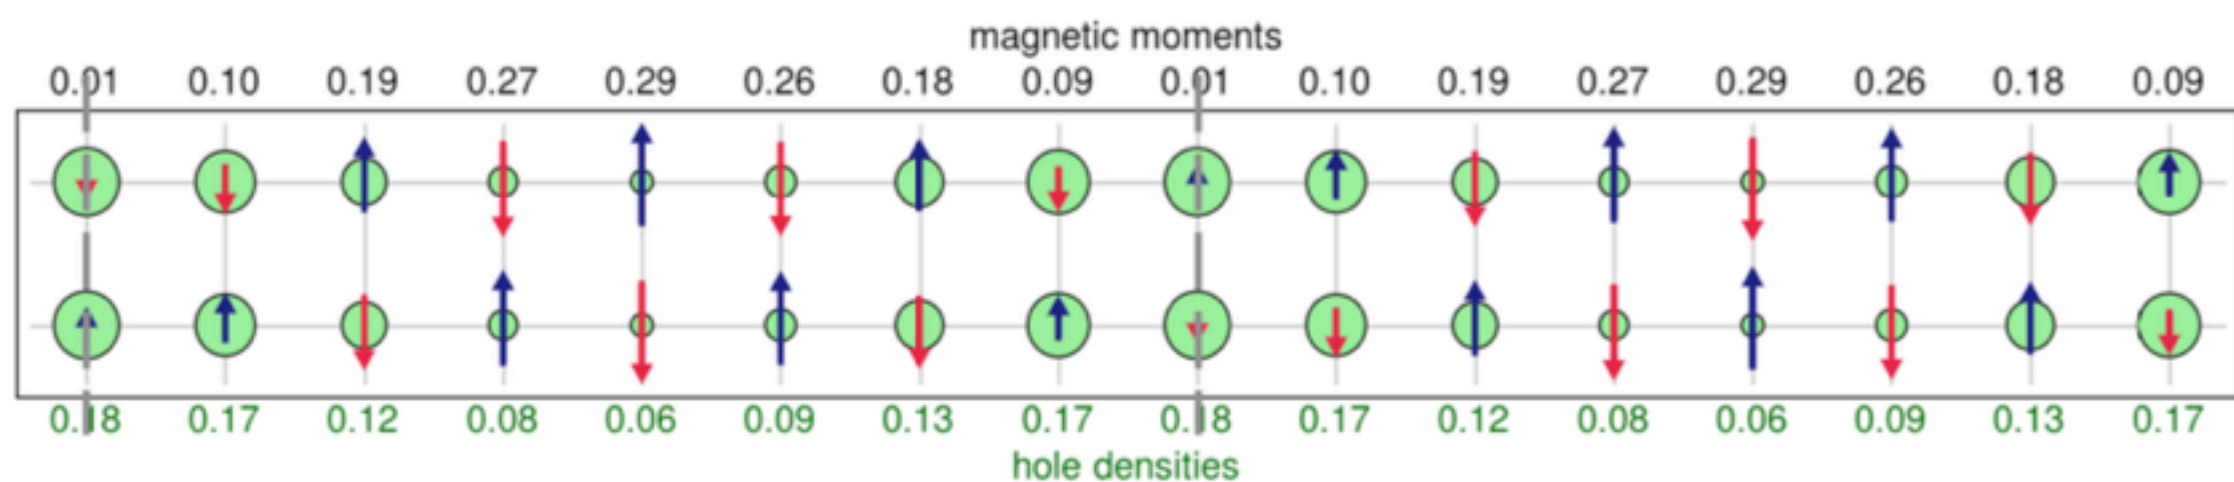 magnetic moments
0.01 0.10 0.19 0.27 0.29 0.26 0.18 0.09 0.01 0.10 0.19 0.27 0.29 0.26 0.18 0.09
0.18 0.17 0.12 0.08 0.06 0.09 0.13 0.17 0.18 0.17 0.12 0.08 0.06 0.09 0.13 0.17
hole densities